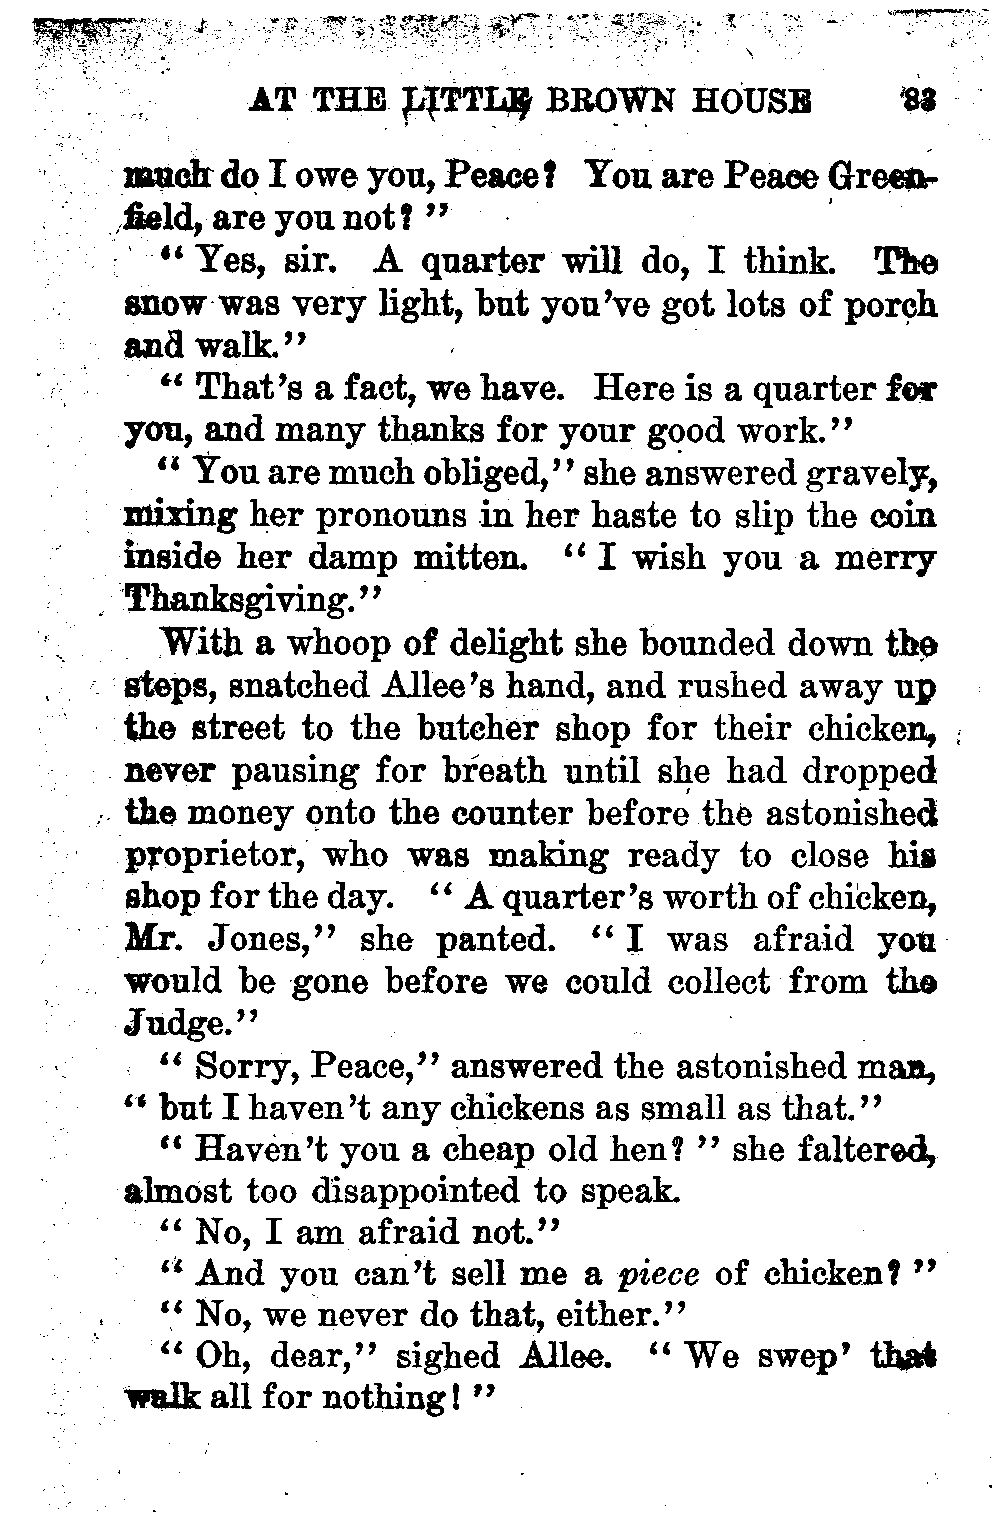 AT THE LITTLE BROWN HOUSE 83
much do I owe you, Peace? You are Peace Green-
field, are you not?"
"Yes, sir. A quarter will do, I think. The
snow was very light, but you've got lots of porch
and walk."
"That's a fact, we have. Here is a quarter for
you, and many thanks for your good work."
"You are much obliged," she answered gravely,
mixing her pronouns in her haste to slip the coin
inside her damp mitten. "I wish you a merry
Thanksgiving."
With a whoop of delight she bounded down the
steps, snatched Allee's hand, and rushed away up
the street to the butcher shop for their chicken,
never pausing for breath until she had dropped
the money onto the counter before the astonished
proprietor, who was making ready to close his
shop for the day. "A quarter's worth of chicken,
Mr. Jones," she panted. "I was afraid you
would be gone before we could collect from the
Judge."
"Sorry, Peace," answered the astonished man,
"but I haven't any chickens as small as that."
"Haven't you a cheap old hen?" she faltered,
almost too disappointed to speak.
"No, I am afraid not."
"And you can't sell me a piece of chicken?"
"No, we never do that, either."
"Oh, dear," sighed Allee. "We swep' that
walk all for nothing!"